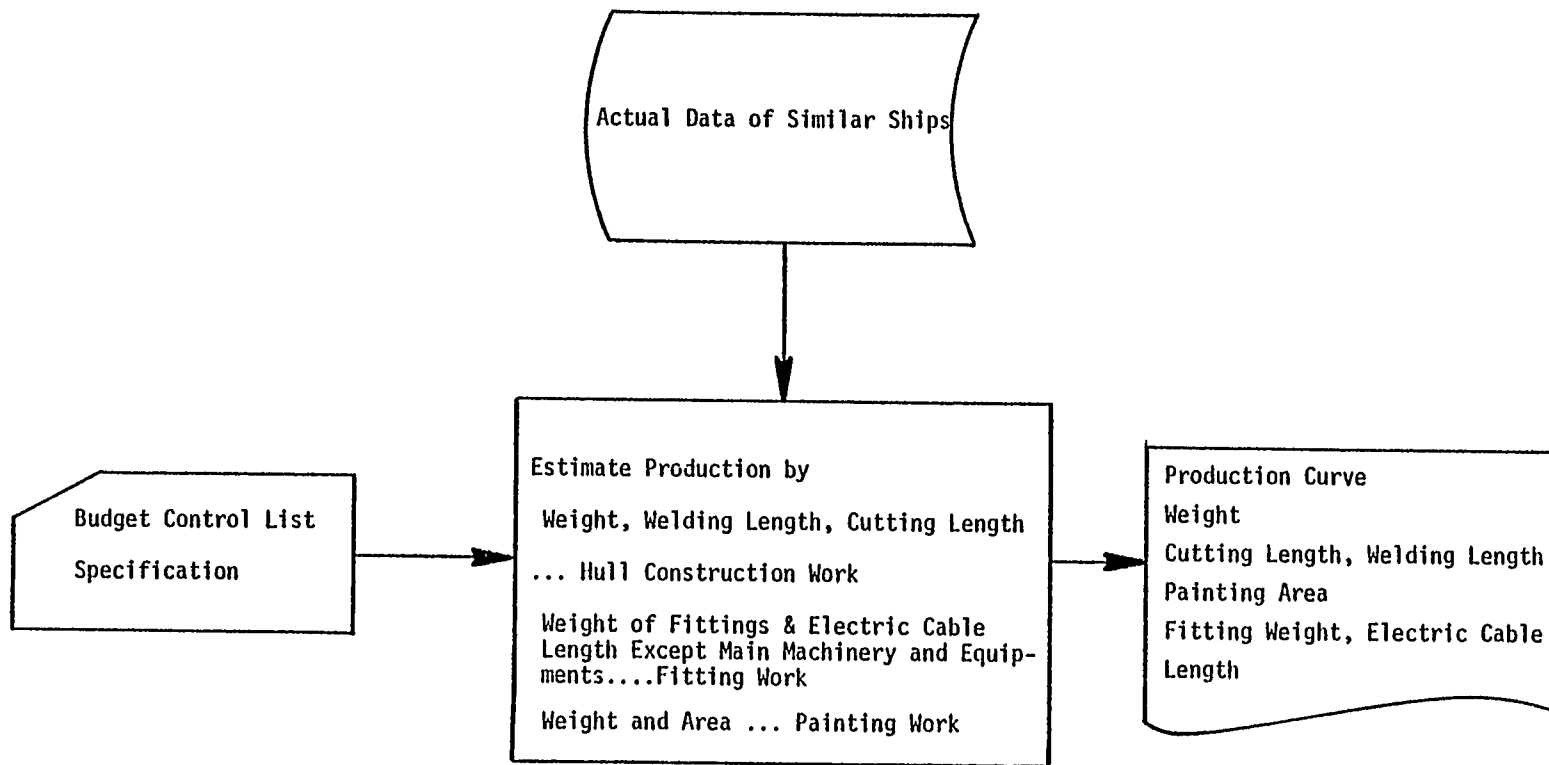 Actual Data of Similar Ships
Budget Control List
Specification
Estimate Production by
Weight, Welding Length, Cutting Length
... Hull Construction Work
Weight of Fittings & Electric Cable
Length Except Main Machinery and Equip-
ments....Fitting Work
Weight and Area ... Painting Work
Production Curve
Weight
Cutting Length, Welding Length
Painting Area
Fitting Weight, Electric Cable
Length